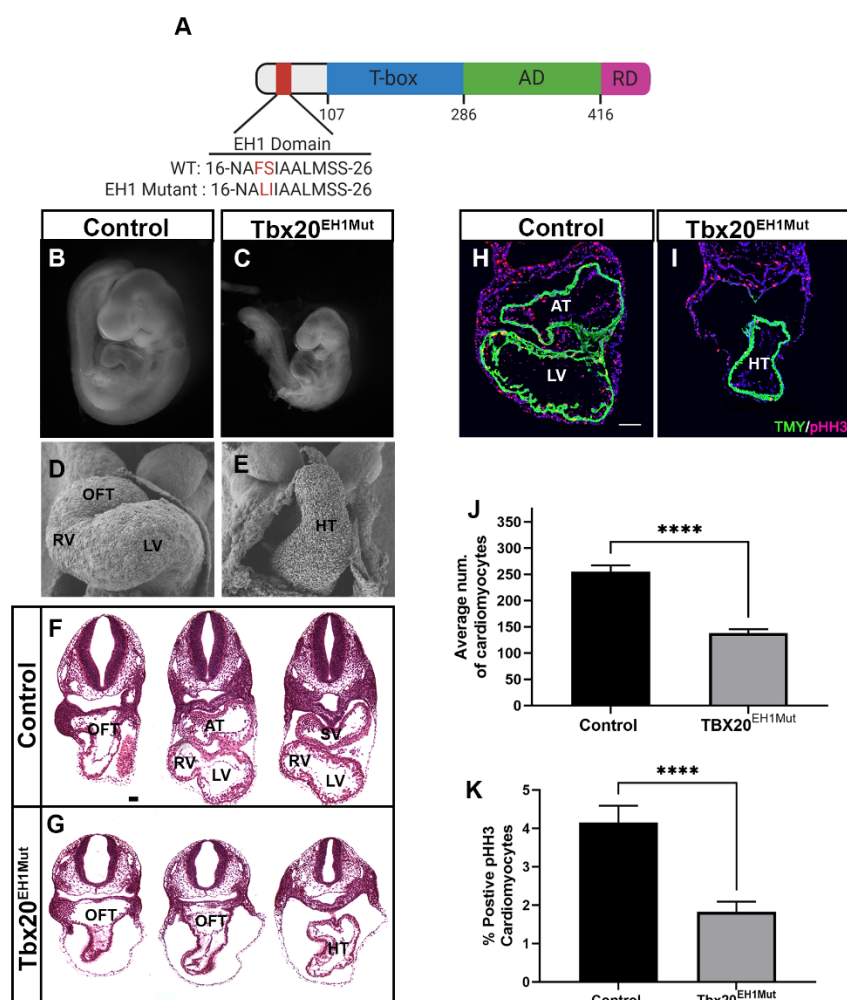 A
T-box AD RD
107 286 416
EH1 Domain
WT: 16-NAFSIAALMSS-26
EH1 Mutant : 16-NALIIAALMSS-26
Control Tbx20EH1Mut
B C
D OFT RV LV
E HT
Control
F OFT AT RV LV SV RV LV
Tbx20EH1Mut
G OFT OFT HT
Control Tbx20EH1Mut
H AT LV
I HT
TMY/pHH3
J
****
Average num.
of cardiomyocytes
350
300
250
200
150
100
50
0
Control TBX20EH1Mut
K
****
% Postive pHH3
Cardiomyocytes
5
4
3
2
1
0
Control Tbx20EH1Mut